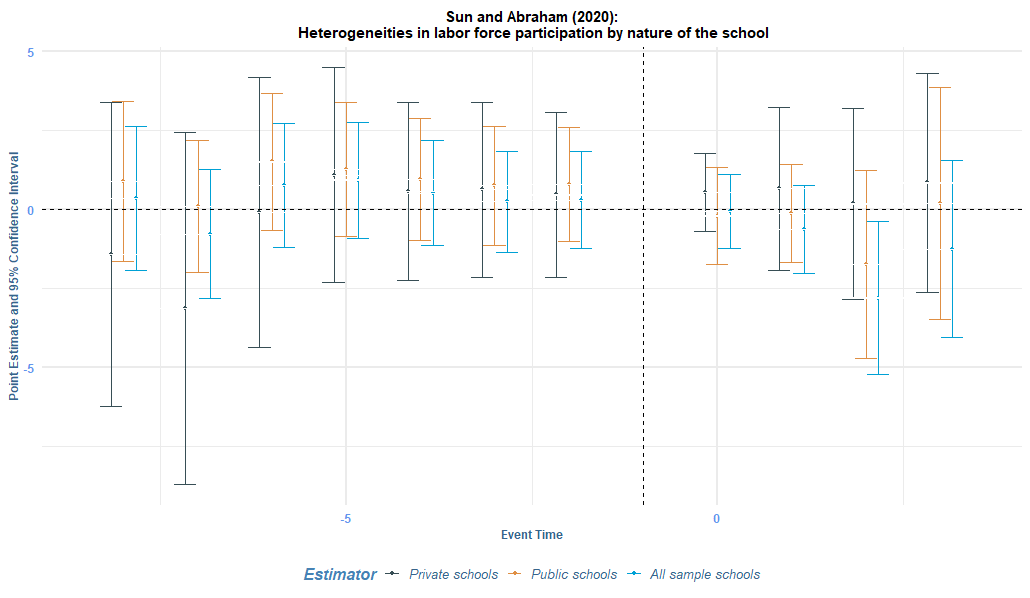 Sun and Abraham (2020):
Heterogeneities in labor force participation by nature of the school
Point Estimate and 95% Confidence Interval
5
0
-5
-5
0
Event Time
Estimator Private schools Public schools All sample schools